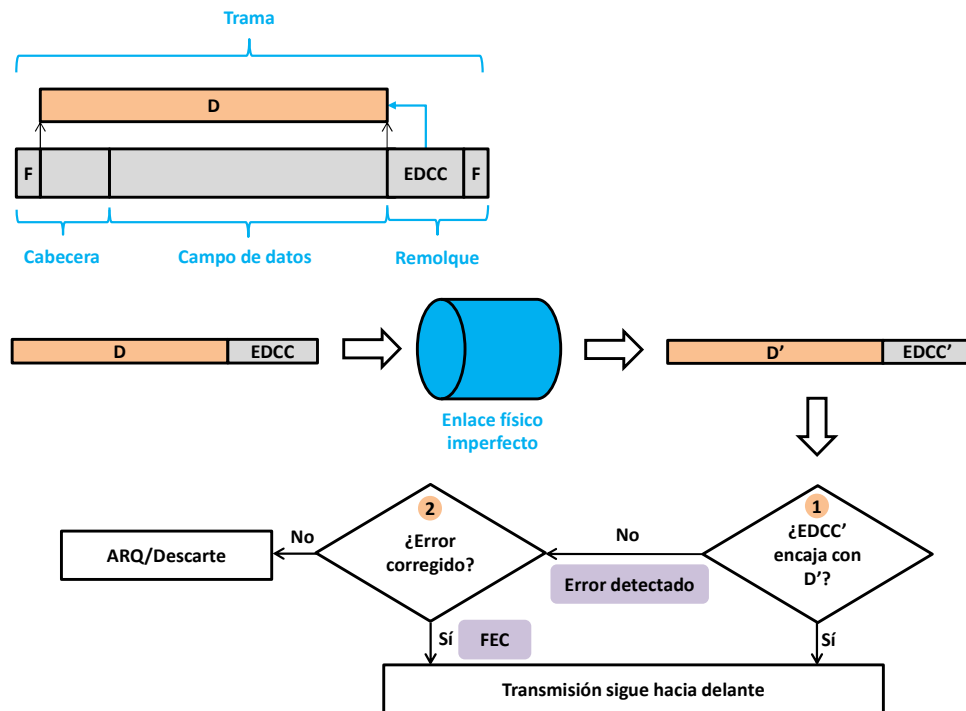 Trama
D
F
EDCC
F
Cabecera
Campo de datos
Remolque
D
EDCC
D’
EDCC’
Enlace físico
imperfecto
1
¿EDCC’
encaja con
D’?
2
¿Error
corregido?
No
No
ARQ/Descarte
Error detectado
Sí
FEC
Sí
Transmisión sigue hacia delante